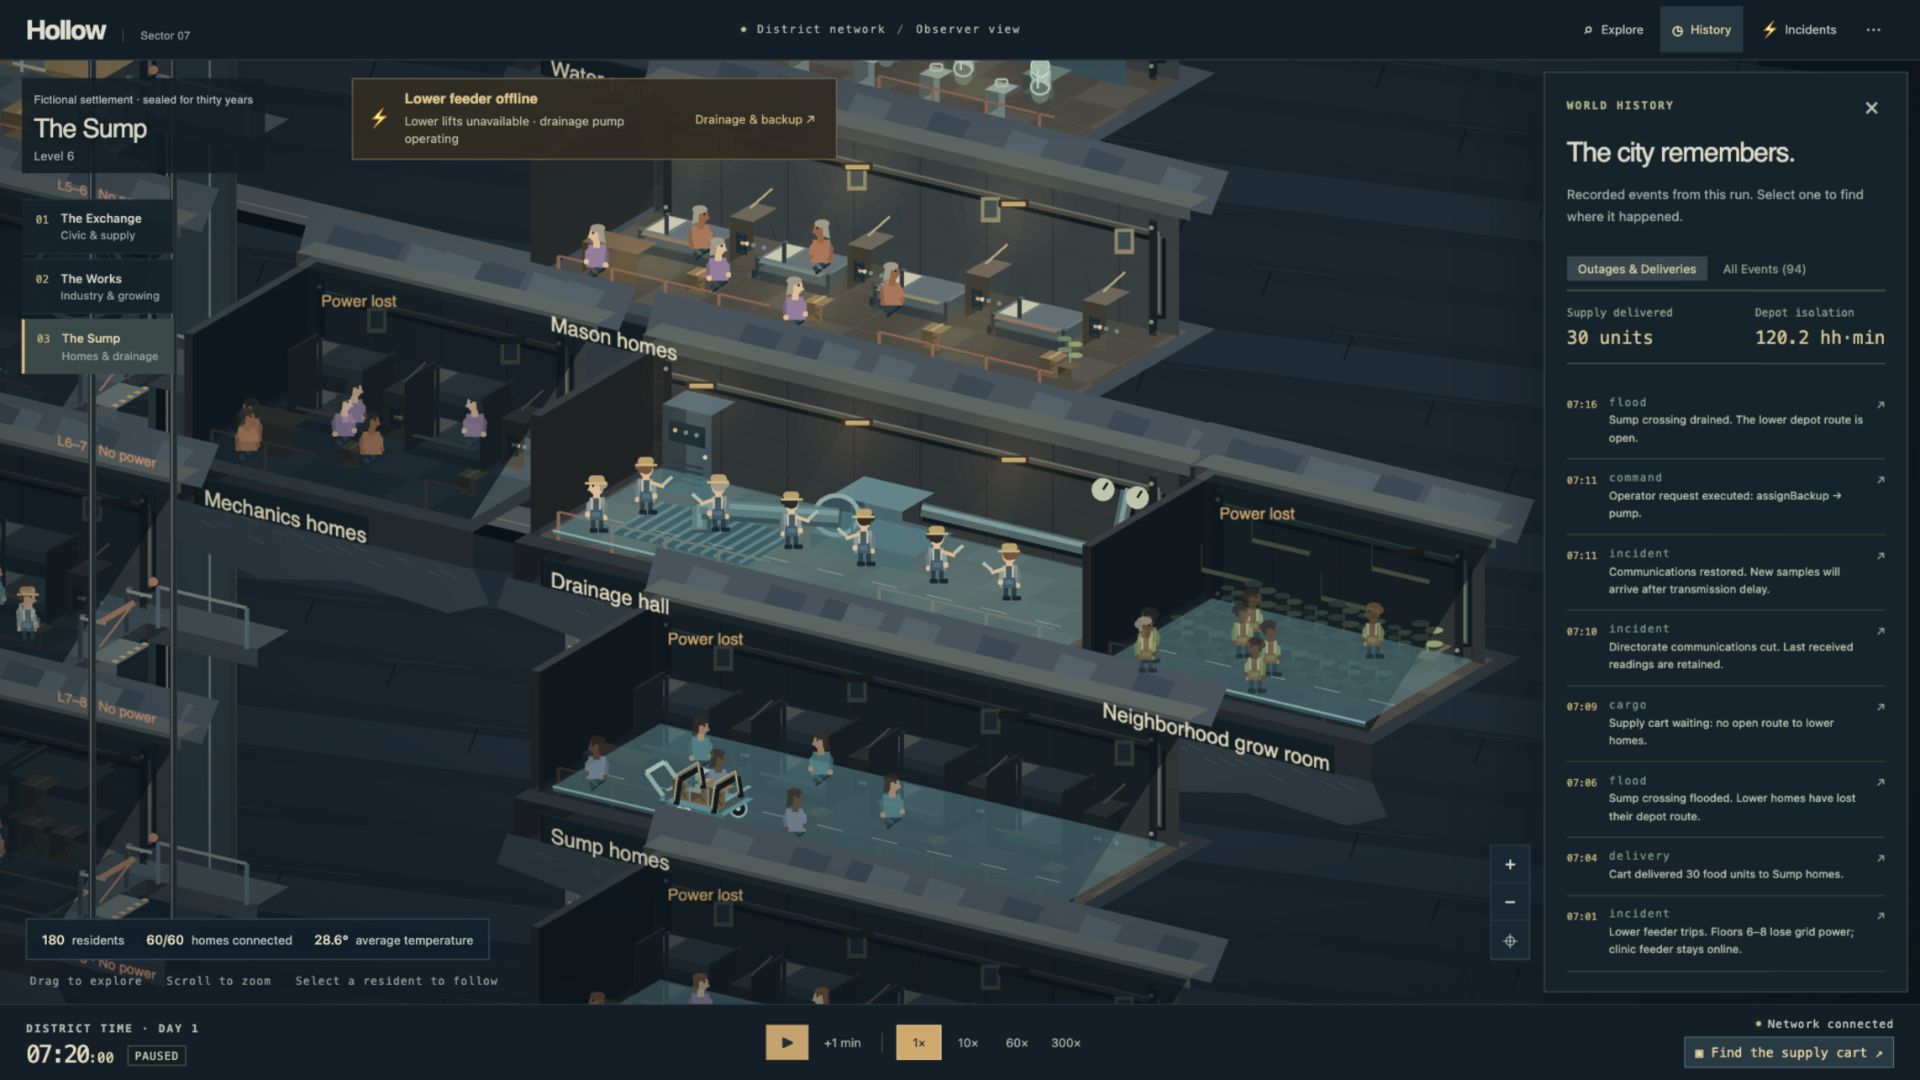 Hollow
Sector 07
District network / Observer view
Explore
History
Incidents
Fictional settlement · sealed for thirty years
The Sump
Level 6
01 The Exchange
Civic & supply
02 The Works
Industry & growing
03 The Sump
Homes & drainage
Lower feeder offline
Lower lifts unavailable · drainage pump
operating
Drainage & backup ↗
Water point
L5–6 No
Power lost
Mason homes
L6–7 No power
Mechanics homes
Power lost
Drainage hall
Power lost
L7–8 No power
Neighborhood grow room
Sump homes
Power lost
No power
180 residents 60/60 homes connected 28.6° average temperature
Drag to explore Scroll to zoom Select a resident to follow
WORLD HISTORY
The city remembers.
Recorded events from this run. Select one to find
where it happened.
Outages & Deliveries All Events (94)
Supply delivered
30 units
Depot isolation
120.2 hh·min
07:16 flood ↗
Sump crossing drained. The lower depot route is
open.
07:11 command ↗
Operator request executed: assignBackup →
pump.
07:11 incident ↗
Communications restored. New samples will
arrive after transmission delay.
07:10 incident ↗
Directorate communications cut. Last received
readings are retained.
07:09 cargo ↗
Supply cart waiting: no open route to lower
homes.
07:06 flood ↗
Sump crossing flooded. Lower homes have lost
their depot route.
07:04 delivery ↗
Cart delivered 30 food units to Sump homes.
07:01 incident ↗
Lower feeder trips. Floors 6–8 lose grid power;
clinic feeder stays online.
+
−
DISTRICT TIME · DAY 1
07:20:00 PAUSED
+1 min
1×
10×
60×
300×
Network connected
Find the supply cart ↗